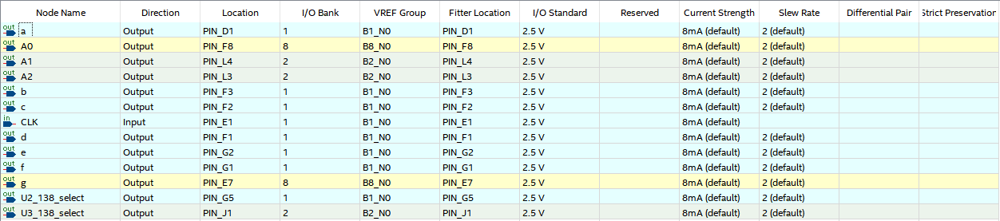 Node Name Direction Location I/O Bank VREF Group Fitter Location I/O Standard Reserved Current Strength Slew Rate Differential Pair Strict Preservation
out a Output PIN_D1 1 B1_N0 PIN_D1 2.5 V 8mA (default) 2 (default)
out A0 Output PIN_F8 8 B8_N0 PIN_F8 2.5 V 8mA (default) 2 (default)
out A1 Output PIN_L4 2 B2_N0 PIN_L4 2.5 V 8mA (default) 2 (default)
out A2 Output PIN_L3 2 B2_N0 PIN_L3 2.5 V 8mA (default) 2 (default)
out b Output PIN_F3 1 B1_N0 PIN_F3 2.5 V 8mA (default) 2 (default)
out c Output PIN_F2 1 B1_N0 PIN_F2 2.5 V 8mA (default) 2 (default)
in CLK Input PIN_E1 1 B1_N0 PIN_E1 2.5 V 8mA (default)
out d Output PIN_F1 1 B1_N0 PIN_F1 2.5 V 8mA (default) 2 (default)
out e Output PIN_G2 1 B1_N0 PIN_G2 2.5 V 8mA (default) 2 (default)
out f Output PIN_G1 1 B1_N0 PIN_G1 2.5 V 8mA (default) 2 (default)
out g Output PIN_E7 8 B8_N0 PIN_E7 2.5 V 8mA (default) 2 (default)
out U2_138_select Output PIN_G5 1 B1_N0 PIN_G5 2.5 V 8mA (default) 2 (default)
out U3_138_select Output PIN_J1 2 B2_N0 PIN_J1 2.5 V 8mA (default) 2 (default)